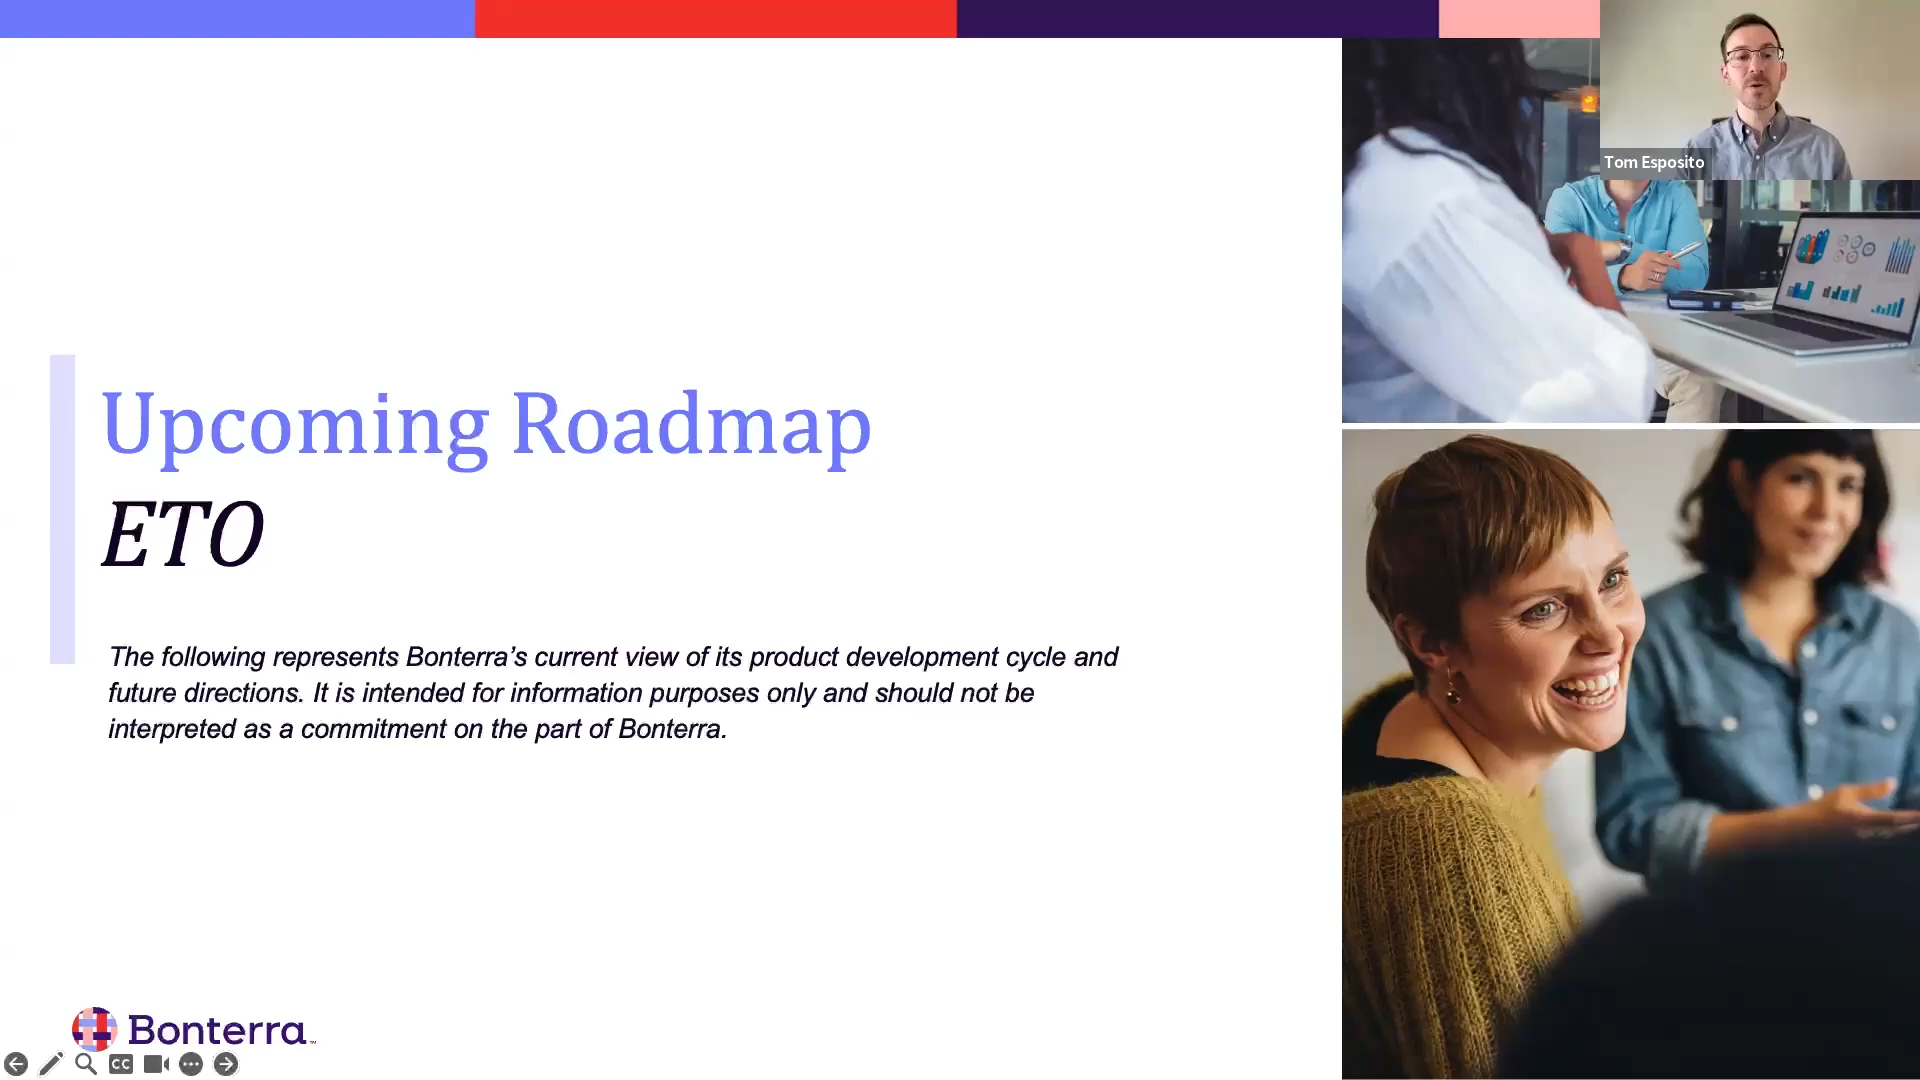 Tom Esposito
Upcoming Roadmap
ETO
The following represents Bonterra’s current view of its product development cycle and
future directions. It is intended for information purposes only and should not be
interpreted as a commitment on the part of Bonterra.
Bonterra™
CC